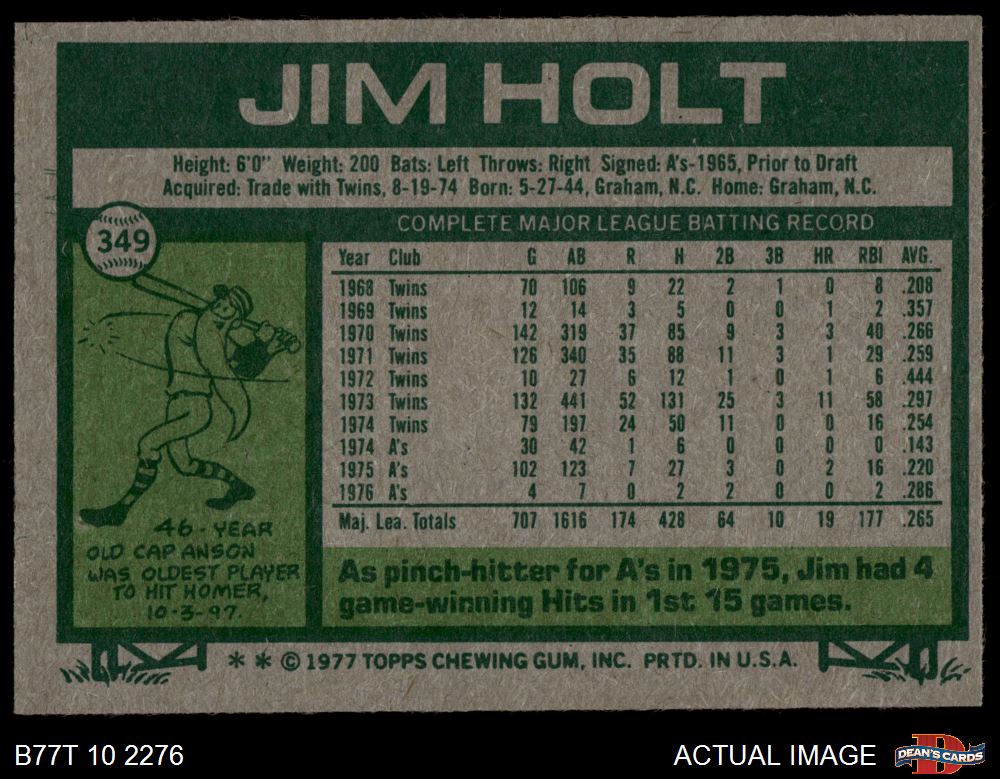 JIM HOLT
Height: 6'0" Weight: 200 Bats: Left Throws: Right Signed: A's-1965, Prior to Draft
Acquired: Trade with Twins, 8-19-74 Born: 5-27-44, Graham, N.C. Home: Graham, N.C.
349
COMPLETE MAJOR LEAGUE BATTING RECORD
Year Club G AB R H 2B 3B HR RBI AVG.
1968 Twins 70 106 9 22 2 1 0 8 .208
1969 Twins 12 14 3 5 0 0 1 2 .357
1970 Twins 142 319 37 85 9 3 3 40 .266
1971 Twins 126 340 35 88 11 3 1 29 .259
1972 Twins 10 27 6 12 1 0 1 6 .444
1973 Twins 132 441 52 131 25 3 11 58 .297
1974 Twins 79 197 24 50 11 0 0 16 .254
1974 A's 30 42 1 6 0 0 0 0 .143
1975 A's 102 123 7 27 3 0 2 16 .220
1976 A's 4 7 0 2 2 0 0 2 .286
Maj. Lea. Totals 707 1616 174 428 64 10 19 177 .265
46-YEAR
OLD CAP ANSON
WAS OLDEST PLAYER
TO HIT HOMER,
10-3-97.
As pinch-hitter for A's in 1975, Jim had 4
game-winning Hits in 1st 15 games.
** © 1977 TOPPS CHEWING GUM, INC. PRTD. IN U.S.A.
B77T 10 2276
ACTUAL IMAGE
DEAN'S CARDS